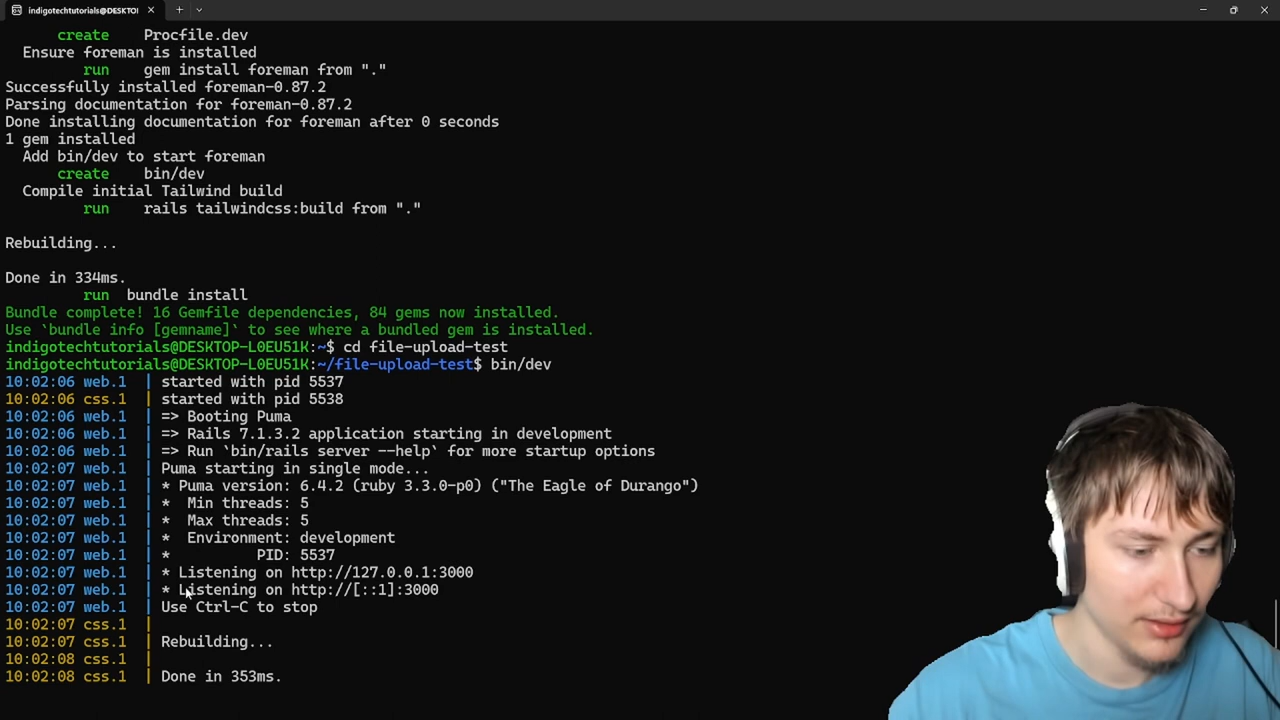 indigotechtutorials@DESKTO
create Procfile.dev
Ensure foreman is installed
run gem install foreman from "."
Successfully installed foreman-0.87.2
Parsing documentation for foreman-0.87.2
Done installing documentation for foreman after 0 seconds
1 gem installed
Add bin/dev to start foreman
create bin/dev
Compile initial Tailwind build
run rails tailwindcss:build from "."
Rebuilding...
Done in 334ms.
run bundle install
Bundle complete! 16 Gemfile dependencies, 84 gems now installed.
Use `bundle info [gemname]` to see where a bundled gem is installed.
indigotechtutorials@DESKTOP-L0EU51K:~$ cd file-upload-test
indigotechtutorials@DESKTOP-L0EU51K:~/file-upload-test$ bin/dev
10:02:06 web.1 | started with pid 5537
10:02:06 css.1 | started with pid 5538
10:02:06 web.1 | => Booting Puma
10:02:06 web.1 | => Rails 7.1.3.2 application starting in development
10:02:06 web.1 | => Run `bin/rails server --help` for more startup options
10:02:07 web.1 | Puma starting in single mode...
10:02:07 web.1 | * Puma version: 6.4.2 (ruby 3.3.0-p0) ("The Eagle of Durango")
10:02:07 web.1 | * Min threads: 5
10:02:07 web.1 | * Max threads: 5
10:02:07 web.1 | * Environment: development
10:02:07 web.1 | * PID: 5537
10:02:07 web.1 | * Listening on http://127.0.0.1:3000
10:02:07 web.1 | * Listening on http://[::1]:3000
10:02:07 web.1 | Use Ctrl-C to stop
10:02:07 css.1 |
10:02:07 css.1 | Rebuilding...
10:02:08 css.1 |
10:02:08 css.1 | Done in 353ms.